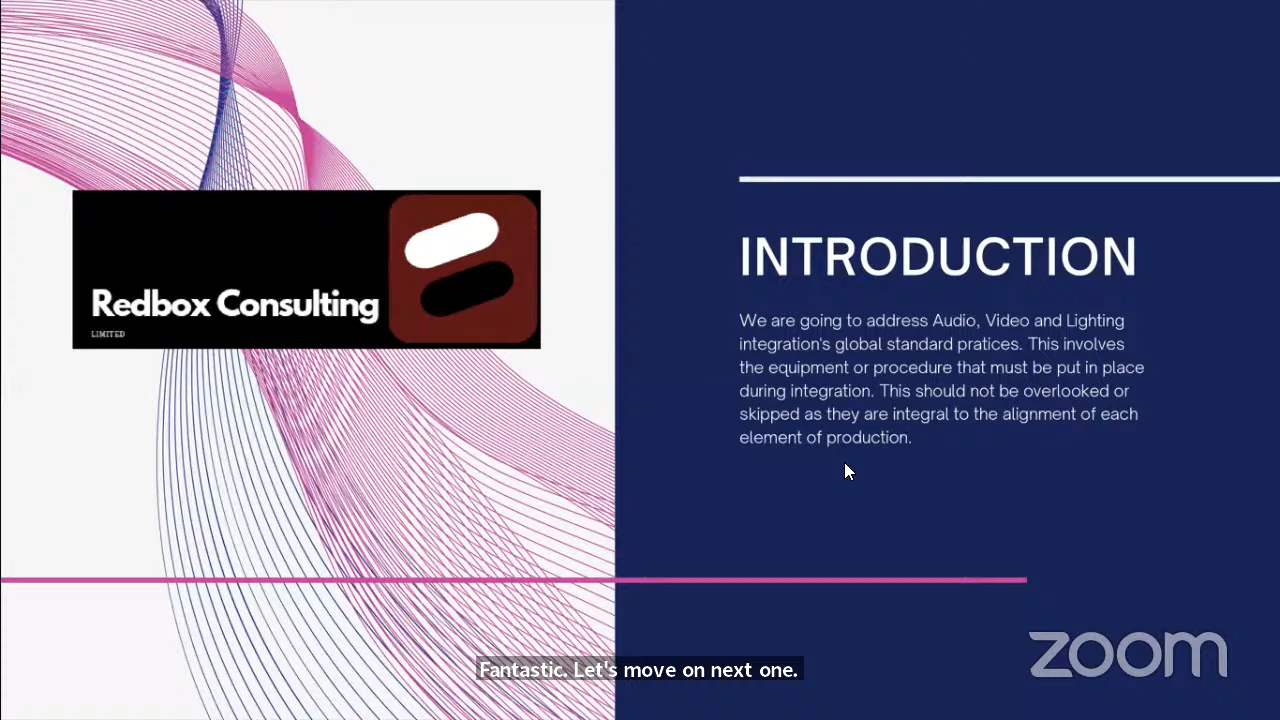 Redbox Consulting
LIMITED
INTRODUCTION
We are going to address Audio, Video and Lighting
integration's global standard pratices. This involves
the equipment or procedure that must be put in place
during integration. This should not be overlooked or
skipped as they are integral to the alignment of each
element of production.
zoom
Fantastic. Let's move on next one.